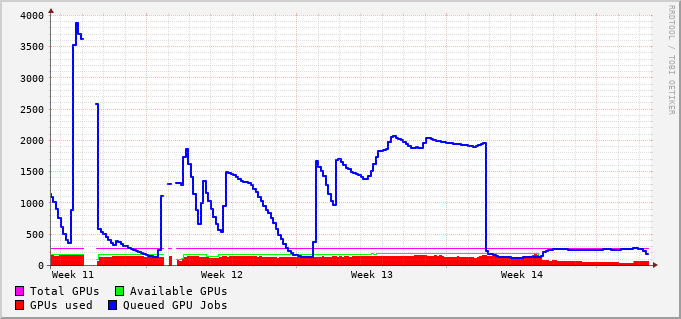 4000
3500
3000
2500
2000
1500
1000
500
0
Week 11 Week 12 Week 13 Week 14
Total GPUs Available GPUs
GPUs used Queued GPU Jobs
RRDTOOL / TOBI OETIKER